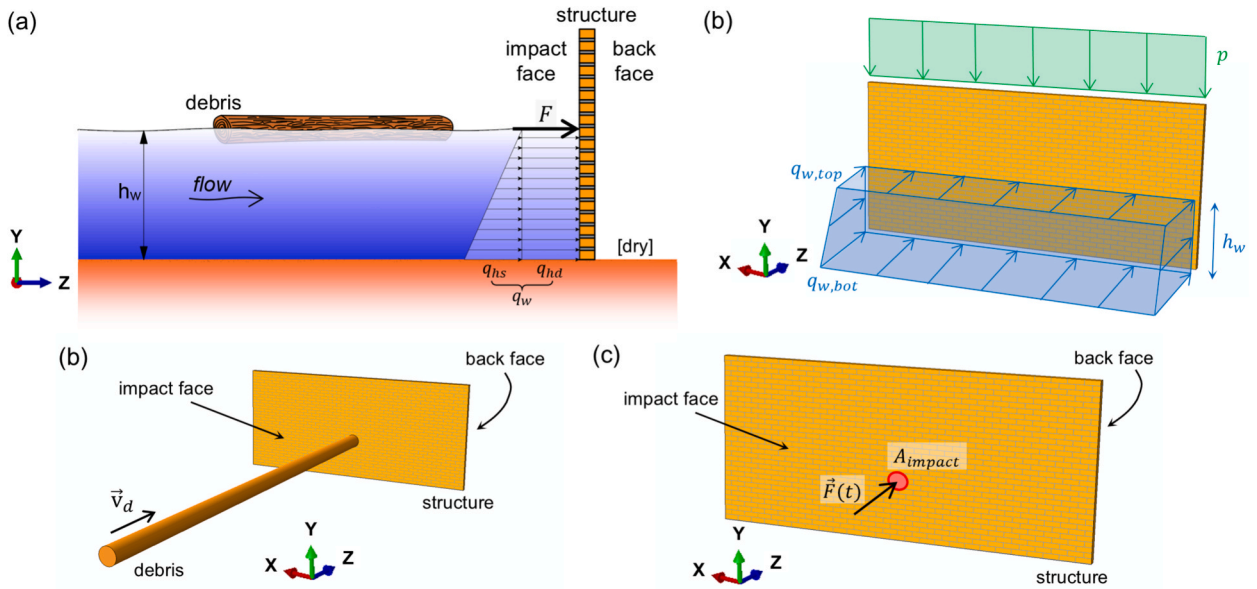 (a)
structure
impact
face
back
face
debris
F
h_w
flow
[dry]
Y
Z
q_hs
q_hd
q_w
(b)
p
q_w,top
h_w
q_w,bot
Y
X
Z
(b)
back face
impact face
v⃗_d
structure
debris
Y
X
Z
(c)
back face
impact face
A_impact
F⃗(t)
Y
X
Z
structure